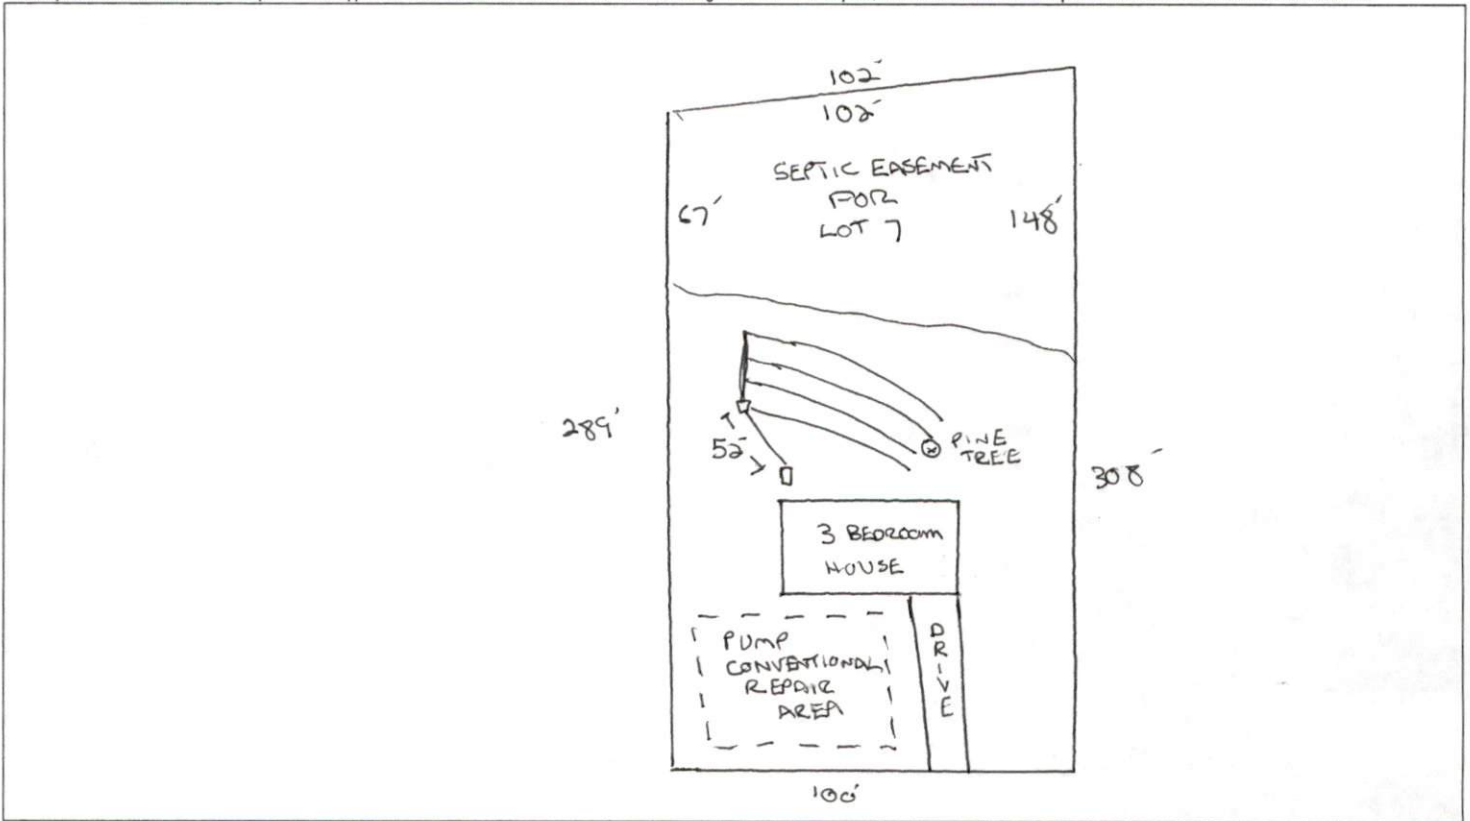 102'
102'
SEPTIC EASEMENT
FOR
LOT 7
67'
148'
289'
52'
PINE
TREE
308'
3 BEDROOM
HOUSE
PUMP
CONVENTIONAL
REPAIR
AREA
DRIVE
100'